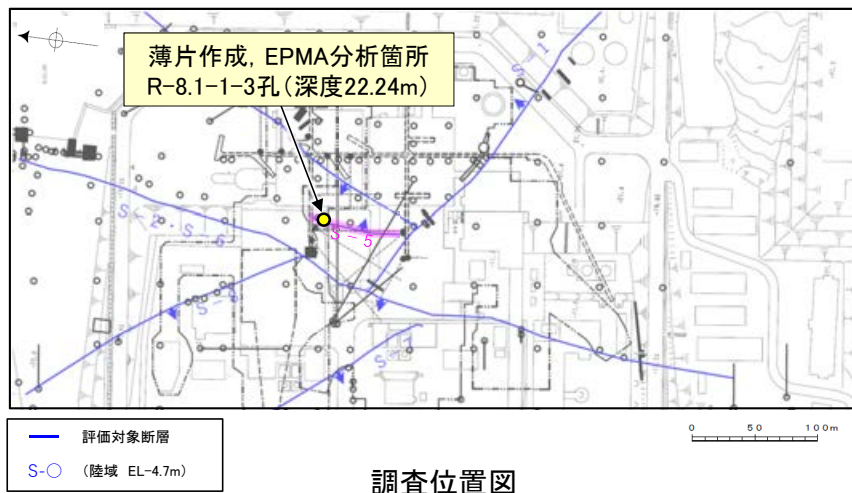 薄片作成, EPMA分析箇所
R-8.1-1-3孔(深度22.24m)
S-1
S-2・S-6
S-5
S-7
評価対象断層
S-○ (陸域 EL-4.7m)
0 50 100m
調査位置図